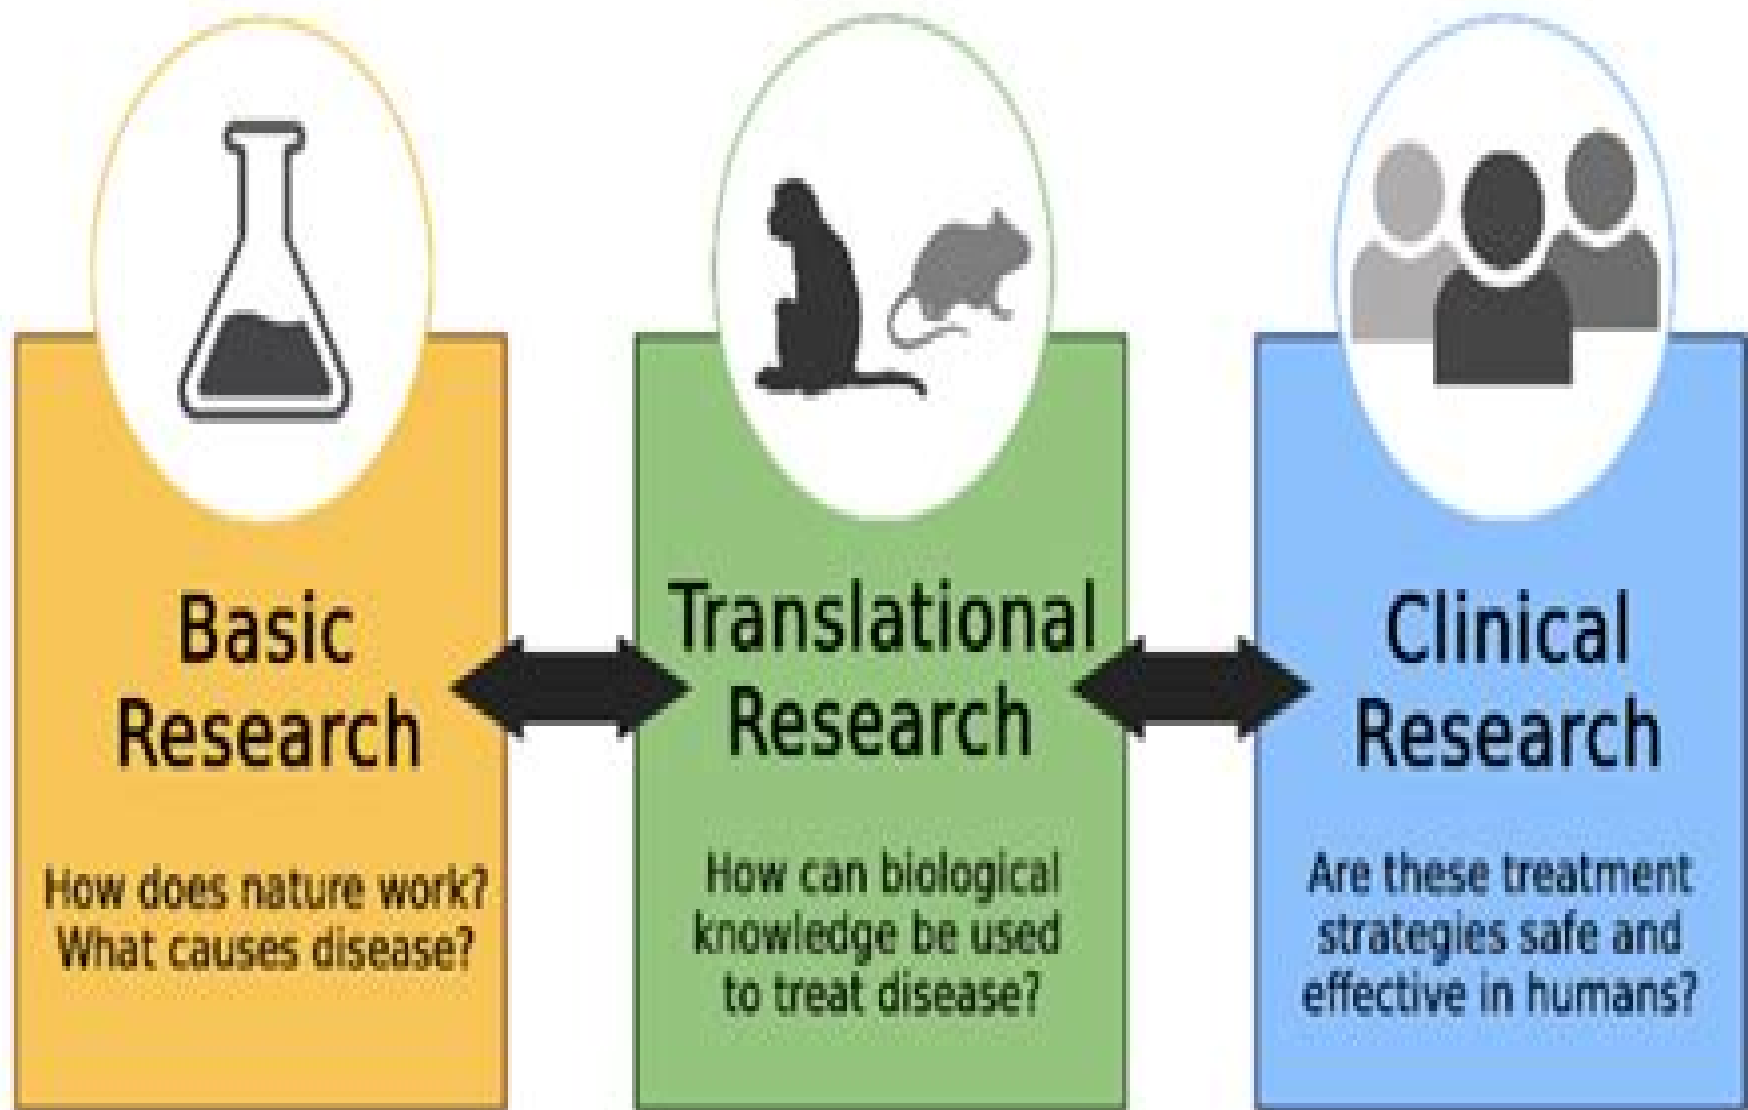 Basic
Research
How does nature work?
What causes disease?
Translational
Research
How can biological
knowledge be used
to treat disease?
Clinical
Research
Are these treatment
strategies safe and
effective in humans?